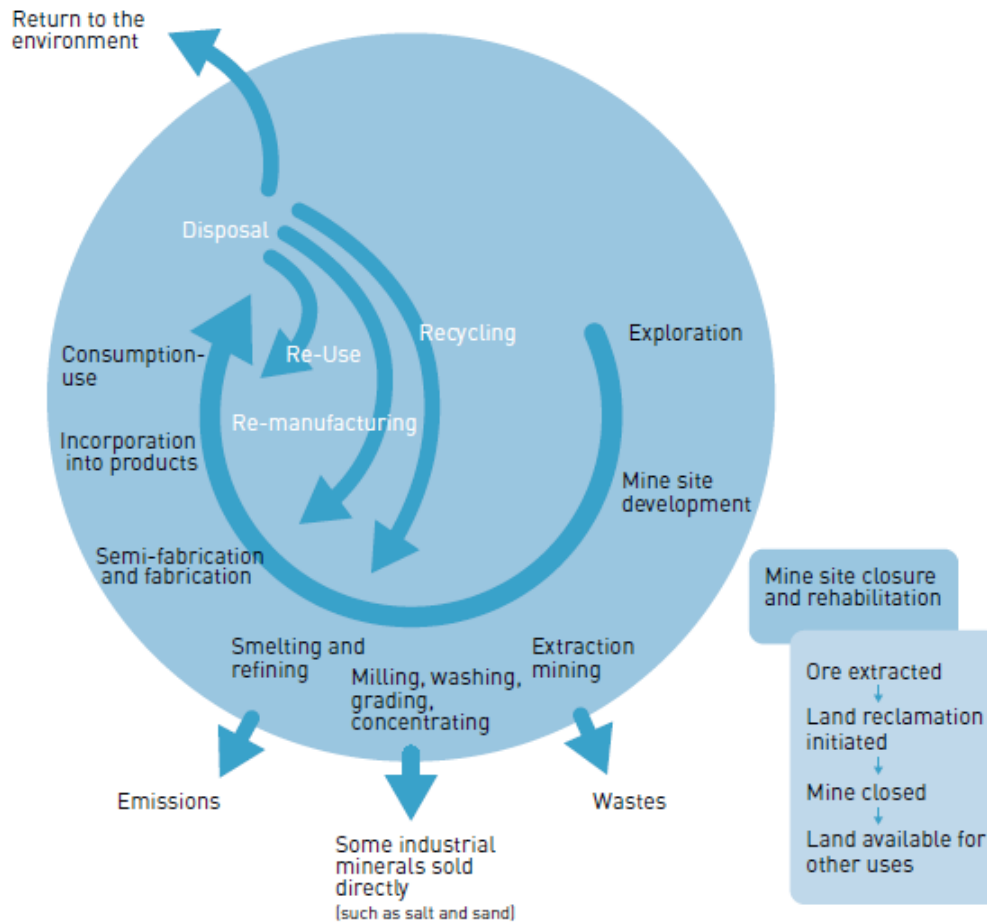 Return to the
environment
Disposal
Recycling
Exploration
Consumption-
use
Re-Use
Re-manufacturing
Incorporation
into products
Mine site
development
Semi-fabrication
and fabrication
Mine site closure
and rehabilitation
Smelting and
refining
Milling, washing,
grading,
concentrating
Extraction
mining
Ore extracted
Land reclamation
initiated
Mine closed
Land available for
other uses
Emissions
Wastes
Some industrial
minerals sold
directly
(such as salt and sand)